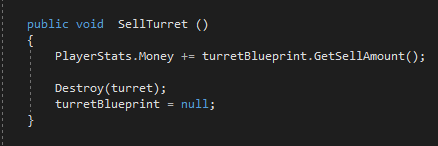 public void  SellTurret ()
{
    PlayerStats.Money += turretBlueprint.GetSellAmount();

    Destroy(turret);
    turretBlueprint = null;
}